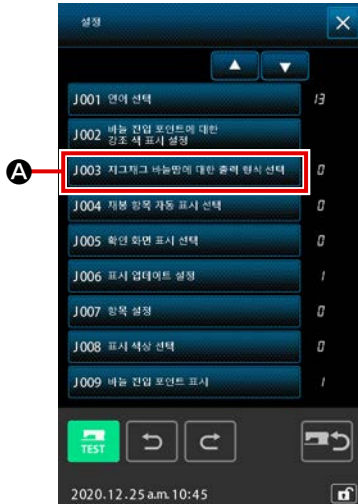 설정
J001 언어 선택 13
J002 바늘 진입 포인트에 대한
강조 색 표시 설정
A
J003 지그재그 바늘땀에 대한 출력 형식 선택 0
J004 재봉 항목 자동 표시 선택 0
J005 확인 화면 표시 선택 0
J006 표시 업데이트 설정 1
J007 항목 설정 0
J008 표시 색상 선택 0
J009 바늘 진입 포인트 표시 1
TEST
2020.12.25 a.m.10:45